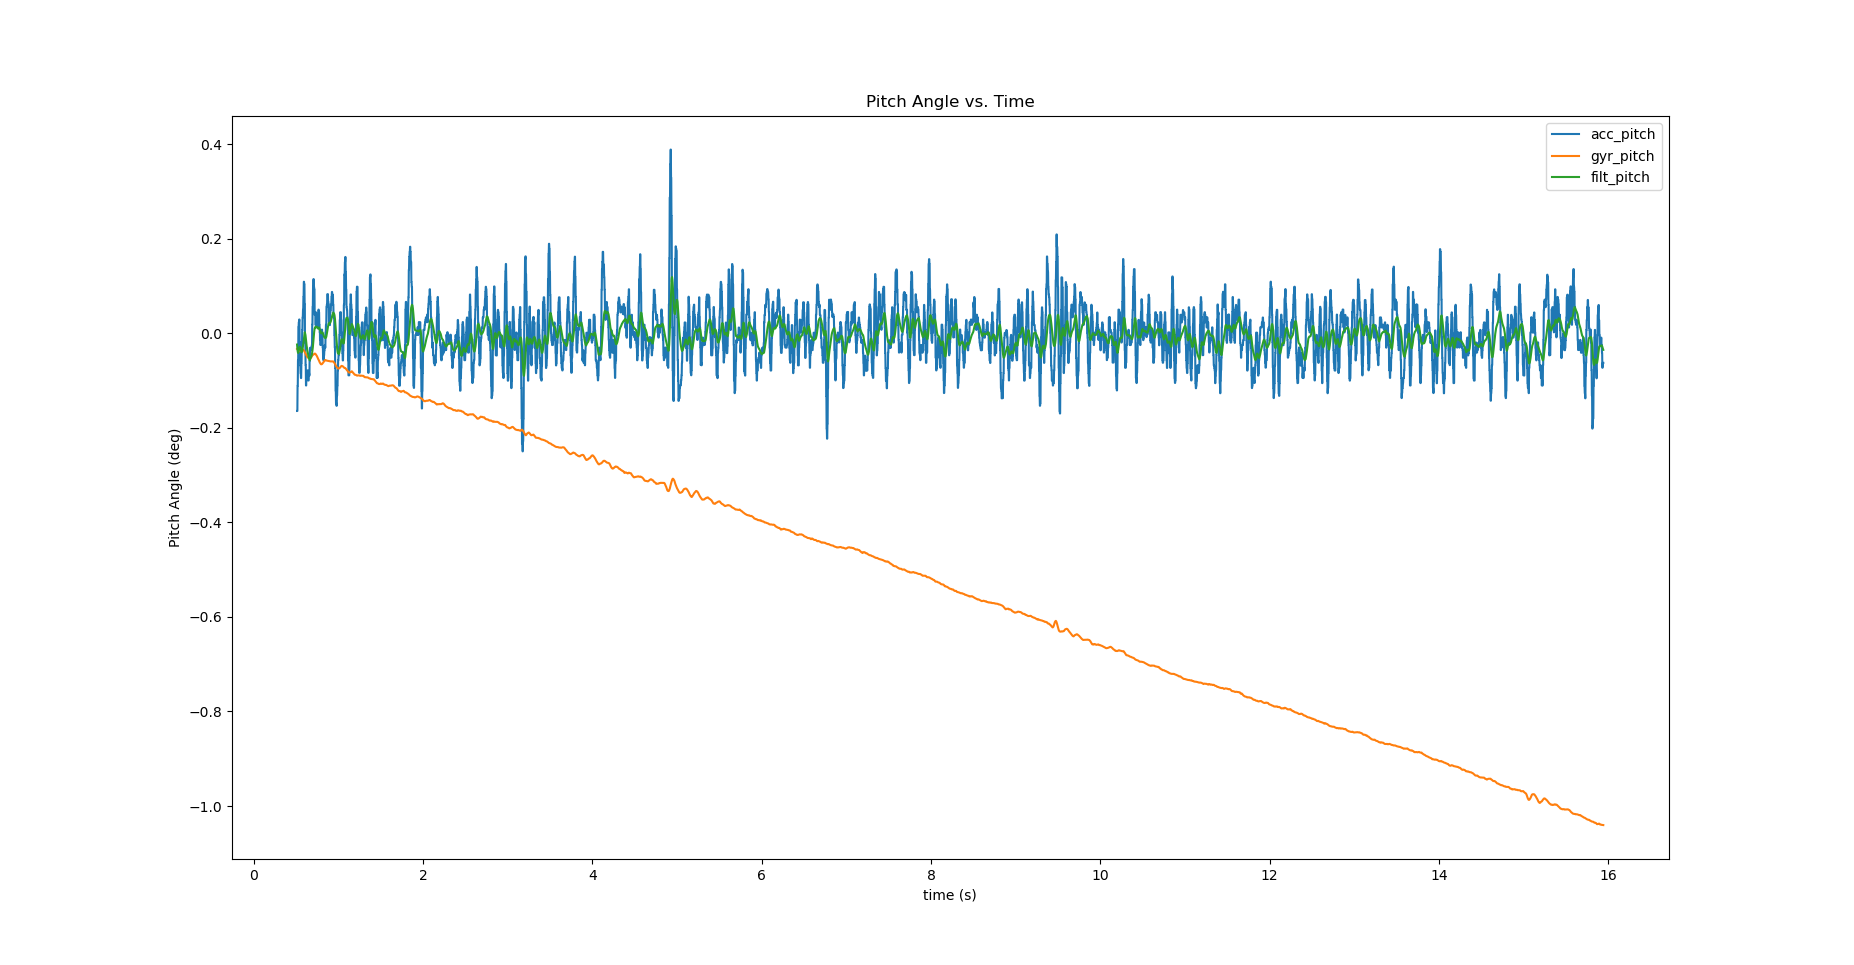 Pitch Angle vs. Time
acc_pitch
gyr_pitch
filt_pitch
Pitch Angle (deg)
0.4
0.2
0.0
−0.2
−0.4
−0.6
−0.8
−1.0
0 2 4 6 8 10 12 14 16
time (s)